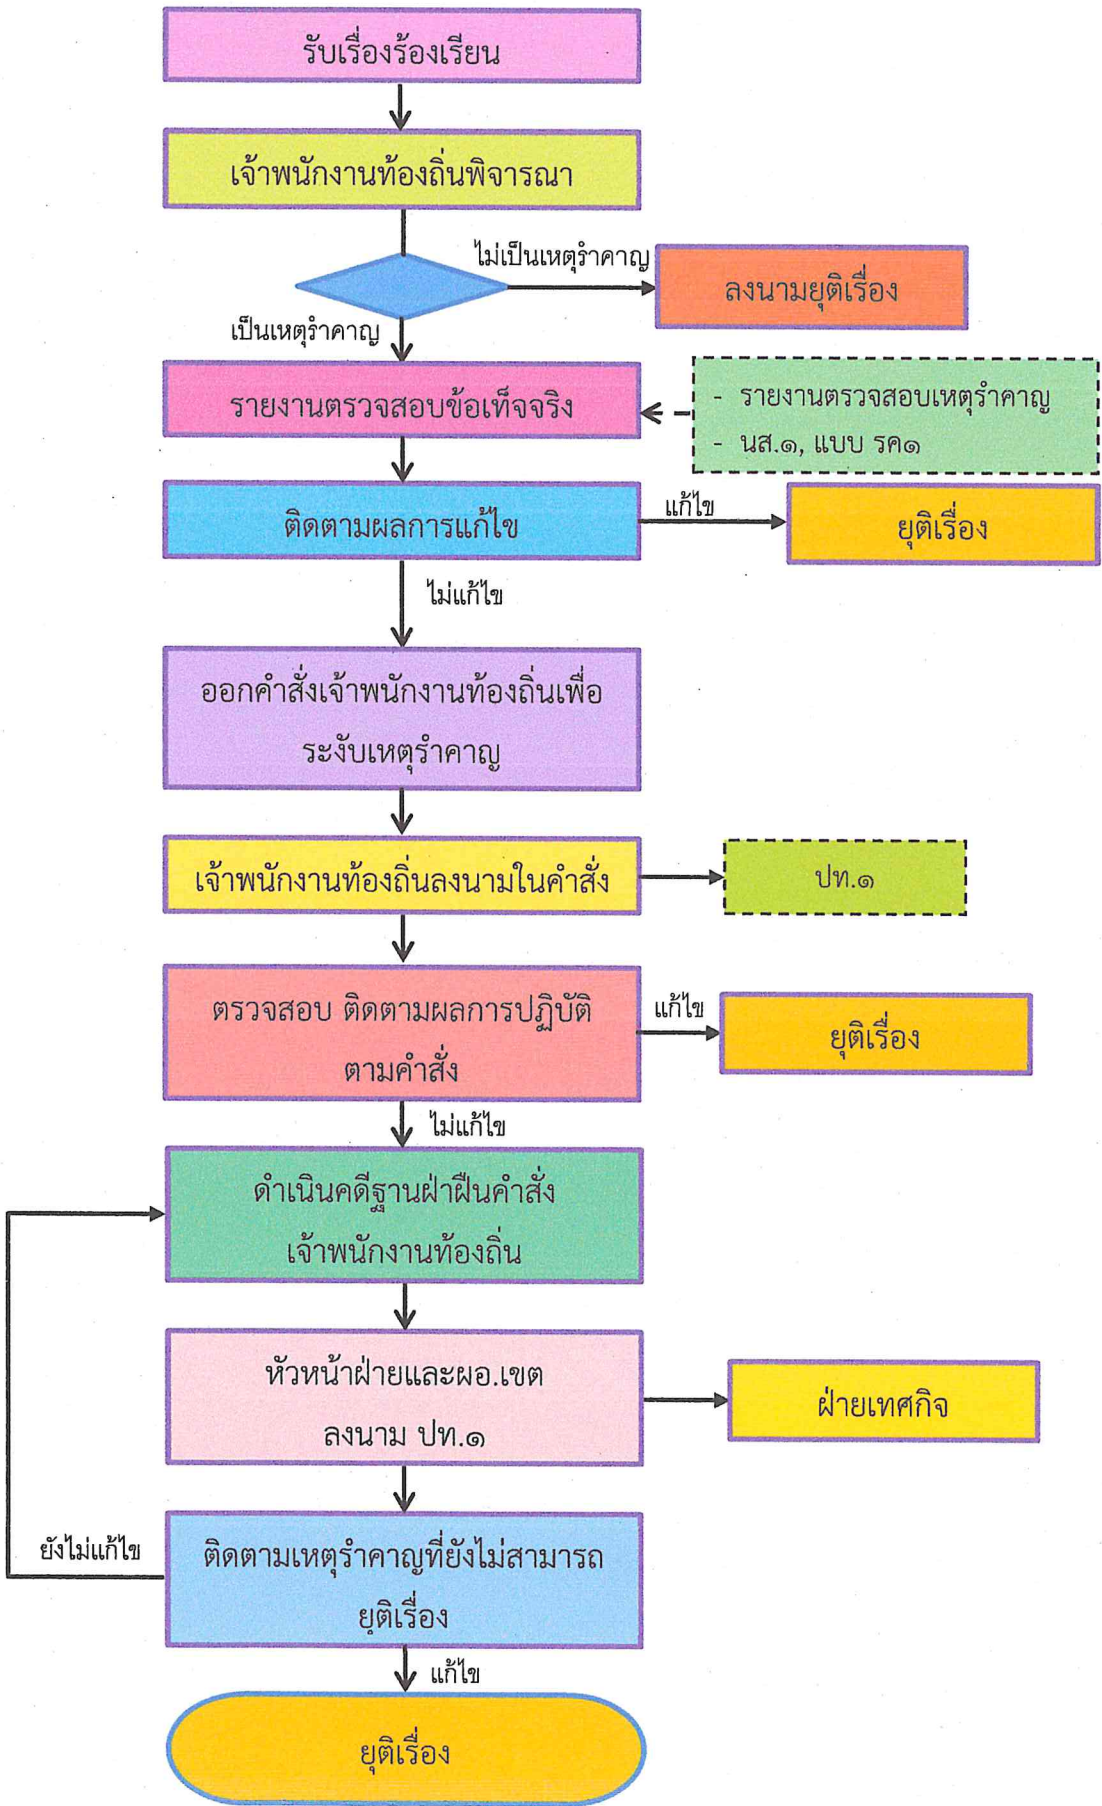 รับเรื่องร้องเรียน
เจ้าพนักงานท้องถิ่นพิจารณา
ไม่เป็นเหตุรำคาญ
ลงนามยุติเรื่อง
เป็นเหตุรำคาญ
รายงานตรวจสอบข้อเท็จจริง
- รายงานตรวจสอบเหตุรำคาญ
- นส.๑, แบบ รค๑
ติดตามผลการแก้ไข
แก้ไข
ยุติเรื่อง
ไม่แก้ไข
ออกคำสั่งเจ้าพนักงานท้องถิ่นเพื่อ
ระงับเหตุรำคาญ
เจ้าพนักงานท้องถิ่นลงนามในคำสั่ง
ปท.๑
ตรวจสอบ ติดตามผลการปฏิบัติ
ตามคำสั่ง
แก้ไข
ยุติเรื่อง
ไม่แก้ไข
ดำเนินคดีฐานฝ่าฝืนคำสั่ง
เจ้าพนักงานท้องถิ่น
หัวหน้าฝ่ายและผอ.เขต
ลงนาม ปท.๑
ฝ่ายเทศกิจ
ยังไม่แก้ไข
ติดตามเหตุรำคาญที่ยังไม่สามารถ
ยุติเรื่อง
แก้ไข
ยุติเรื่อง